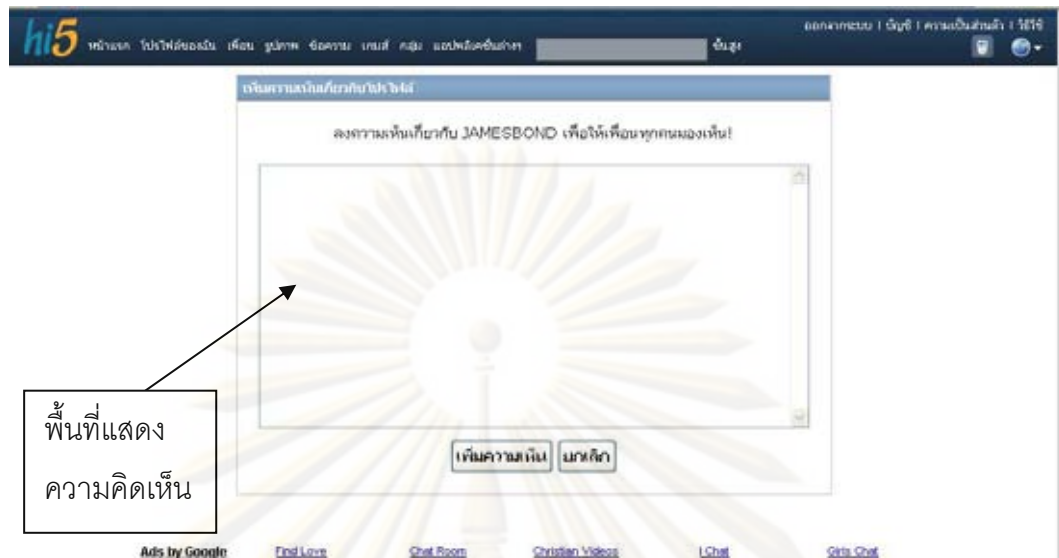 ออกจากระบบ | บัญชี | ความเป็นส่วนตัว | วิธีใช้
hi5 หน้าแรก โปรไฟล์ของฉัน เพื่อน รูปภาพ ข้อความ เกมส์ กลุ่ม แอปพลิเคชั่นต่างๆ ขั้นสูง
เพิ่มความเห็นเกี่ยวกับโปรไฟล์
ลงความเห็นเกี่ยวกับ JAMESBOND เพื่อให้เพื่อนทุกคนมองเห็น!
พื้นที่แสดง
ความคิดเห็น
เพิ่มความเห็น ยกเลิก
Ads by Google Find Love Chat Room Christian Videos I Chat Girls Chat